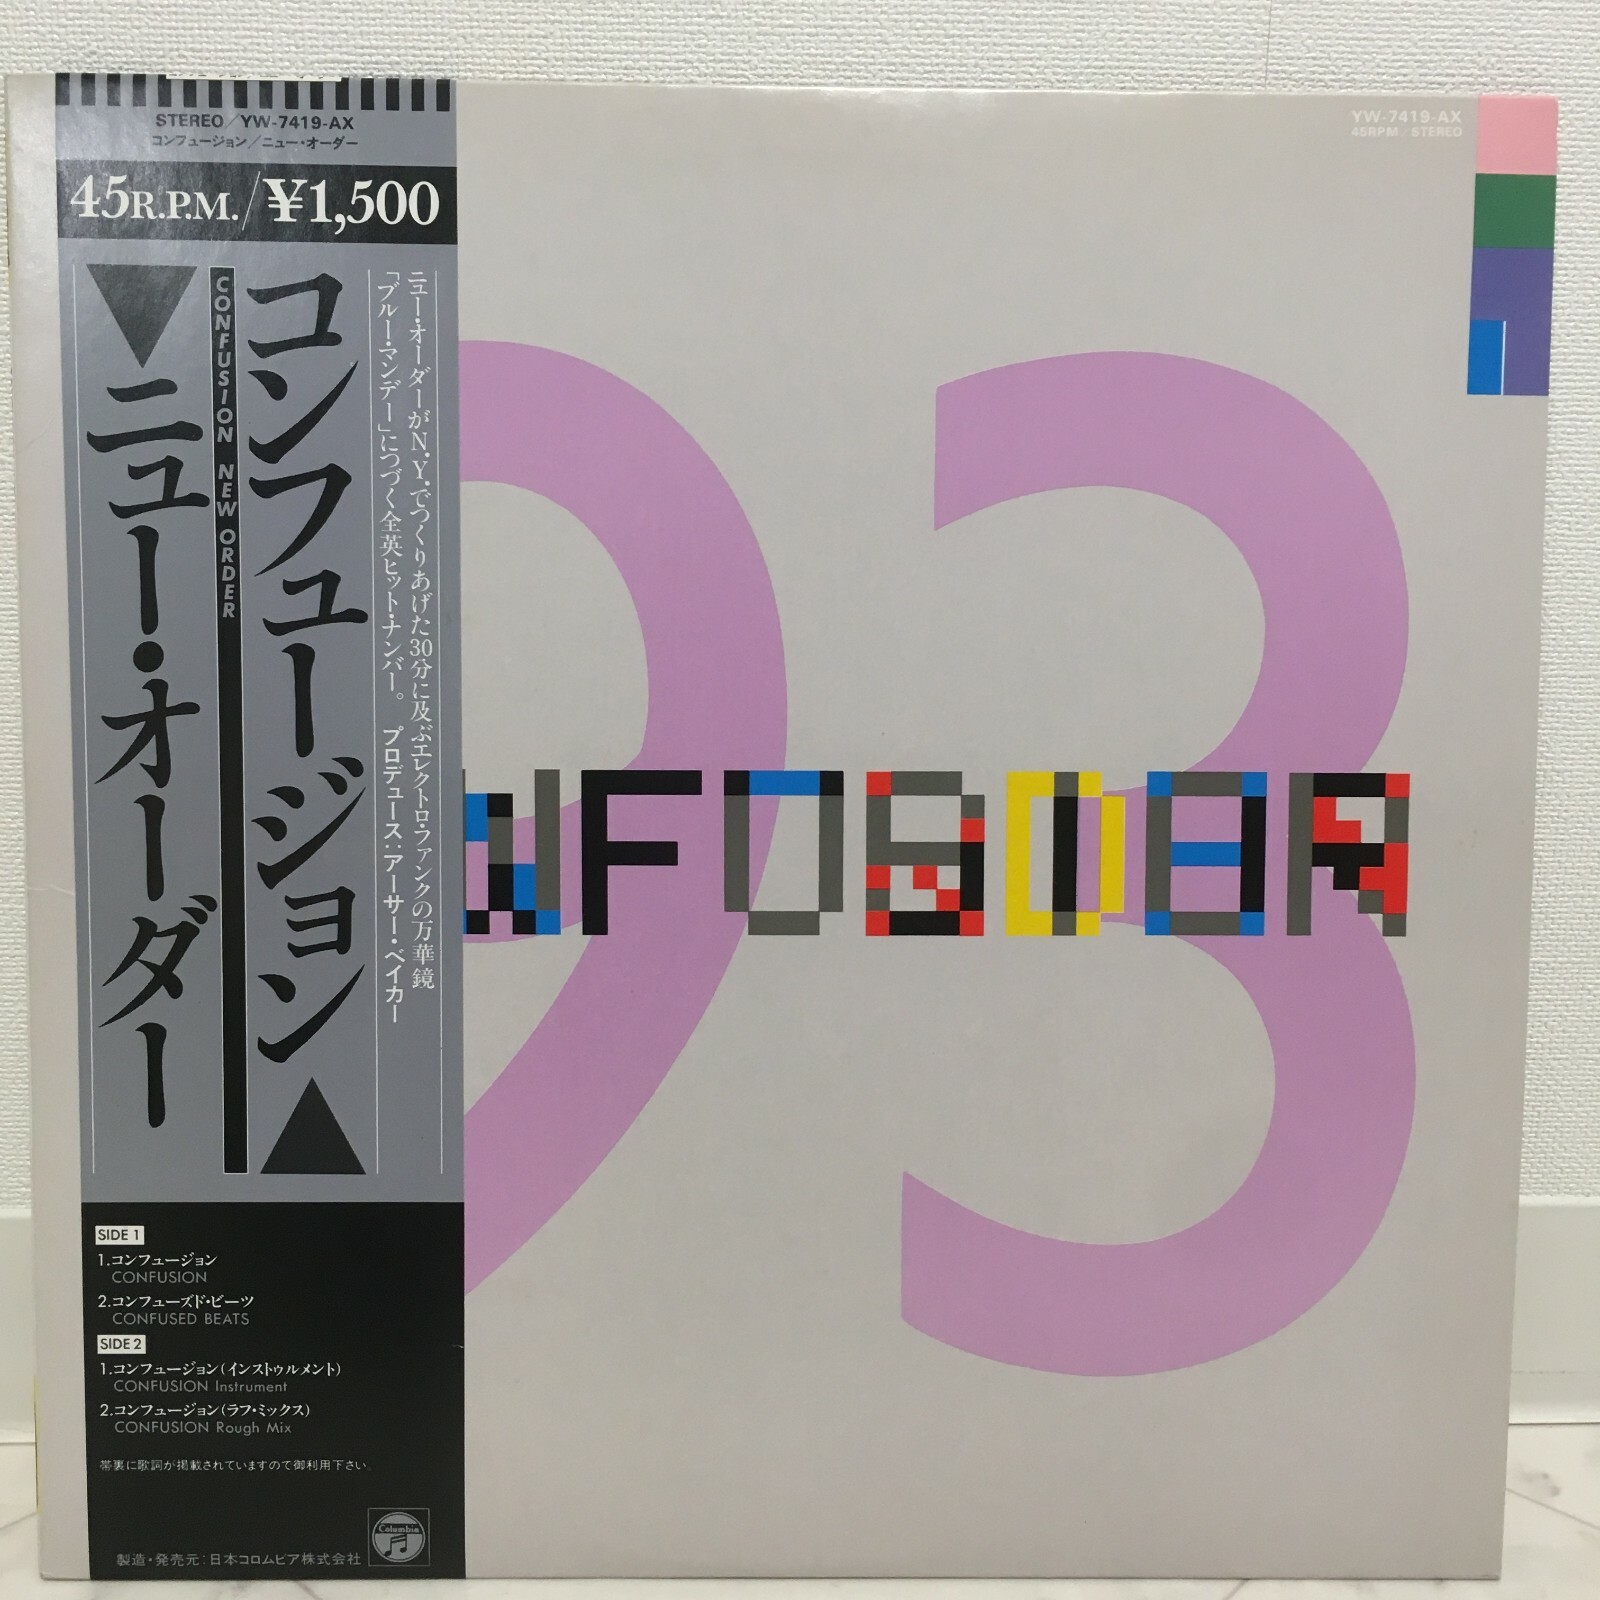 STEREO/YW-7419-AX
コンフュージョン/ニュー・オーダー
45R.P.M./¥1,500
ニュー・オーダーがN.Y.でつくりあげた30分に及ぶエレクトロ・ファンクの万華鏡
「ブルー・マンデー」につづく全英ヒット・ナンバー。 プロデュース:アーサー・ベイカー
コンフュージョン▲
CONFUSION NEW ORDER
▼ニュー・オーダー
SIDE 1
1.コンフュージョン
CONFUSION
2.コンフューズド・ビーツ
CONFUSED BEATS
SIDE 2
1.コンフュージョン(インストゥルメント)
CONFUSION Instrument
2.コンフュージョン(ラフ・ミックス)
CONFUSION Rough Mix
帯裏に歌詞が掲載されていますので御利用下さい。
Columbia
製造・発売元:日本コロムビア株式会社
YW-7419-AX
45RPM / STEREO
93